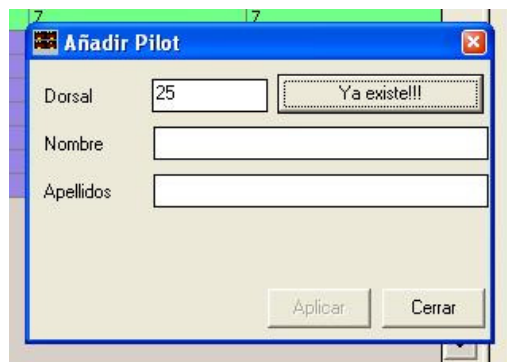 7 7
Añadir Pilot
Dorsal 25 Ya existe!!!
Nombre
Apellidos
Aplicar Cerrar